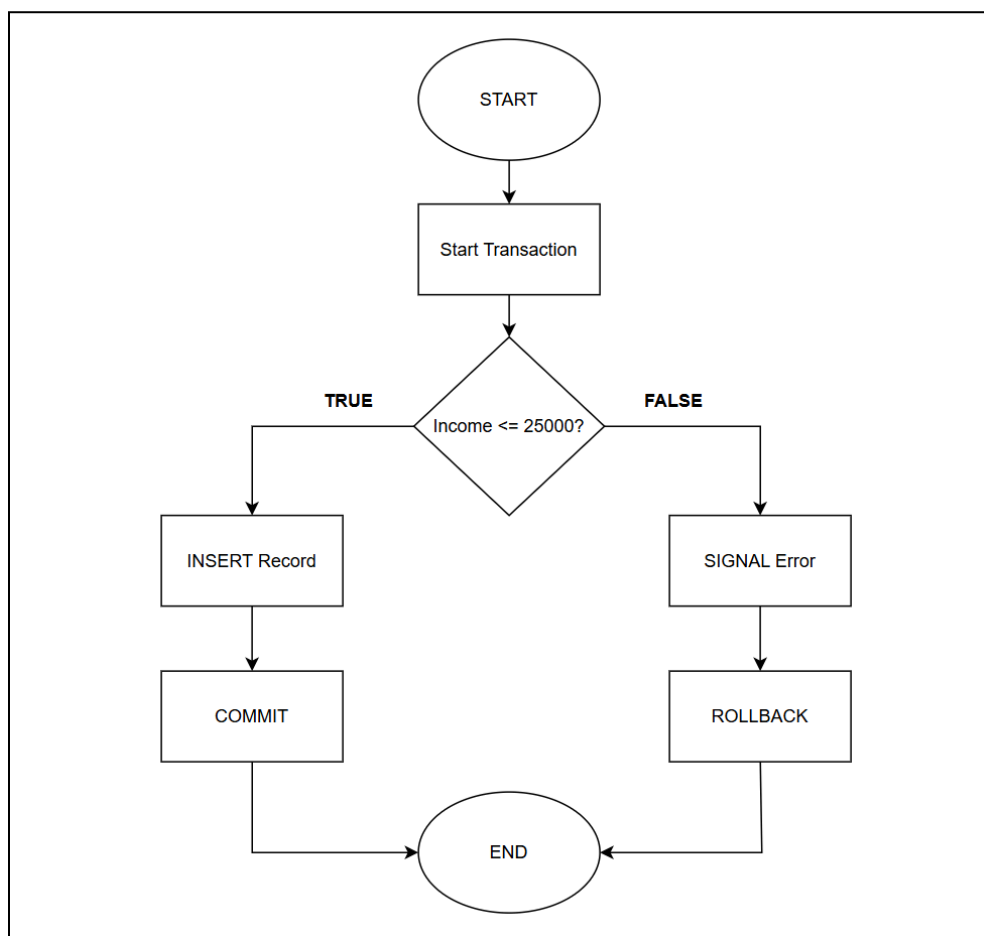 START
Start Transaction
TRUE
FALSE
Income <= 25000?
INSERT Record
SIGNAL Error
COMMIT
ROLLBACK
END